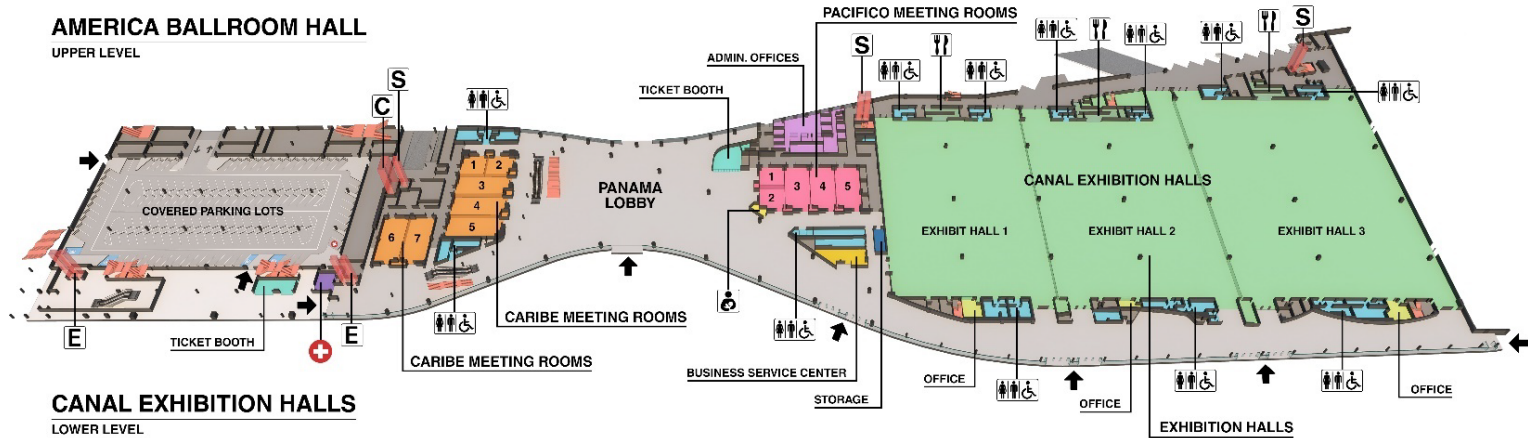 AMERICA BALLROOM HALL
UPPER LEVEL
PACIFICO MEETING ROOMS
S
S
ADMIN. OFFICES
TICKET BOOTH
S
C
1 2
3
4
5
6 7
COVERED PARKING LOTS
PANAMA
LOBBY
1
2
3 4 5
CANAL EXHIBITION HALLS
EXHIBIT HALL 1
EXHIBIT HALL 2
EXHIBIT HALL 3
E
E
TICKET BOOTH
CARIBE MEETING ROOMS
CARIBE MEETING ROOMS
BUSINESS SERVICE CENTER
STORAGE
OFFICE
OFFICE
OFFICE
EXHIBITION HALLS
CANAL EXHIBITION HALLS
LOWER LEVEL